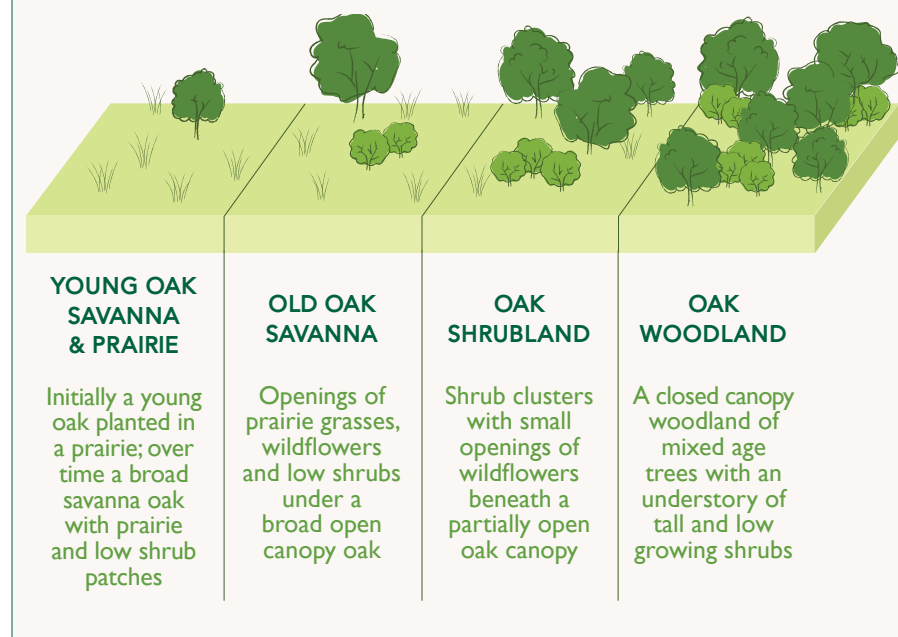 YOUNG OAK
SAVANNA
& PRAIRIE
Initially a young
oak planted in
a prairie; over
time a broad
savanna oak
with prairie
and low shrub
patches
OLD OAK
SAVANNA
Openings of
prairie grasses,
wildflowers
and low shrubs
under a
broad open
canopy oak
OAK
SHRUBLAND
Shrub clusters
with small
openings of
wildflowers
beneath a
partially open
oak canopy
OAK
WOODLAND
A closed canopy
woodland of
mixed age
trees with an
understory of
tall and low
growing shrubs